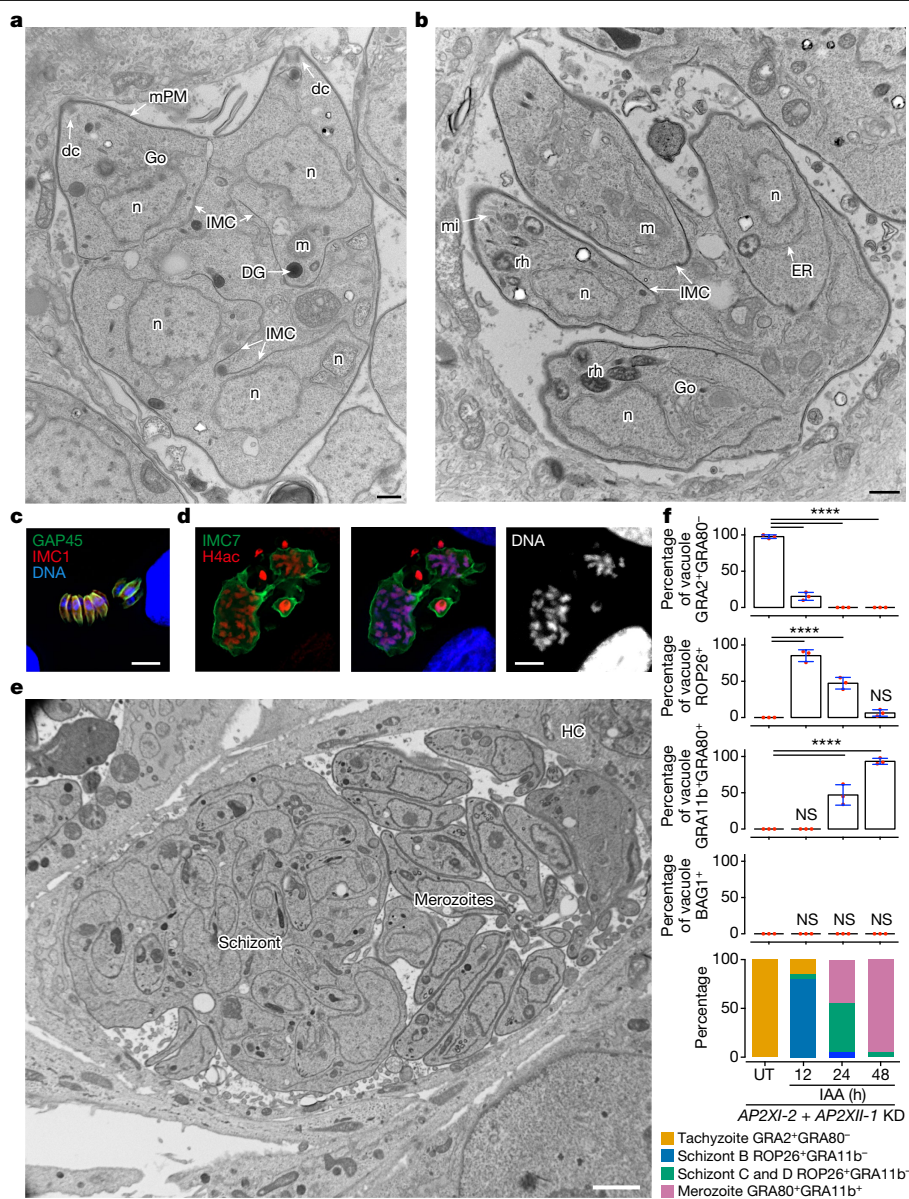 a
mPM
dc
dc
Go
n
n
IMC
m
DG
n
IMC
n
n
b
mi
rh
n
m
n
IMC
ER
rh
n
Go
c
GAP45
IMC1
DNA
d
IMC7
H4ac
DNA
e
HC
Merozoites
Schizont
f
Percentage
of vacuole
GRA2⁺GRA80⁻
100
50
0
****
Percentage
of vacuole
ROP26⁺
100
50
0
****
NS
Percentage
of vacuole
GRA11b⁺GRA80⁺
100
50
0
NS
****
Percentage
of vacuole
BAG1⁺
100
50
0
NS NS NS
Percentage
100
50
0
UT 12 24 48
IAA (h)
AP2XI-2 + AP2XII-1 KD
Tachyzoite GRA2⁺GRA80⁻
Schizont B ROP26⁺GRA11b⁻
Schizont C and D ROP26⁺GRA11b⁻
Merozoite GRA80⁺GRA11b⁺